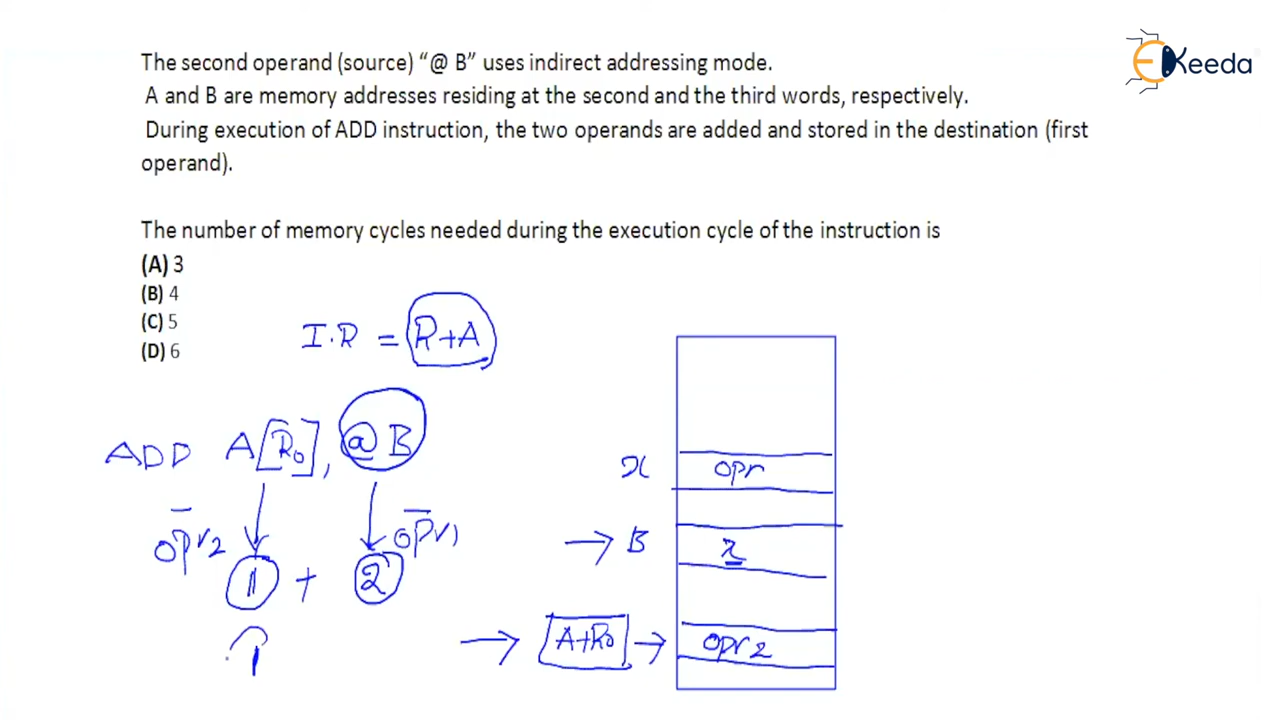 EKeeda
The second operand (source) “@ B” uses indirect addressing mode.
A and B are memory addresses residing at the second and the third words, respectively.
During execution of ADD instruction, the two operands are added and stored in the destination (first
operand).
The number of memory cycles needed during the execution cycle of the instruction is
(A) 3
(B) 4
(C) 5
(D) 6
I.R = R+A
ADD A[R₀], @B
opr2 opr1
1 + 2
1
x opr
→ B x
→ A+R₀ → opr2